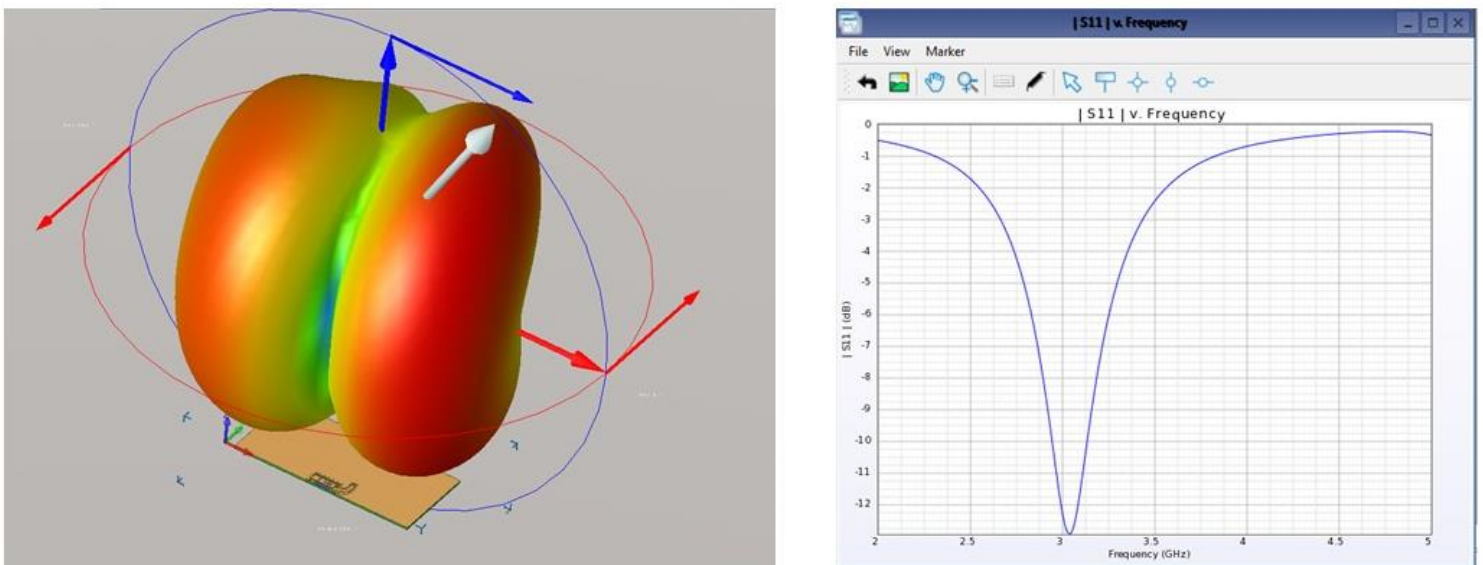 | S11 | v. Frequency
File View Marker
| S11 | v. Frequency
0
-1
-2
-3
-4
-5
-6
-7
-8
-9
-10
-11
-12
| S11 | (dB)
2 2.5 3 3.5 4 4.5 5
Frequency (GHz)
Y